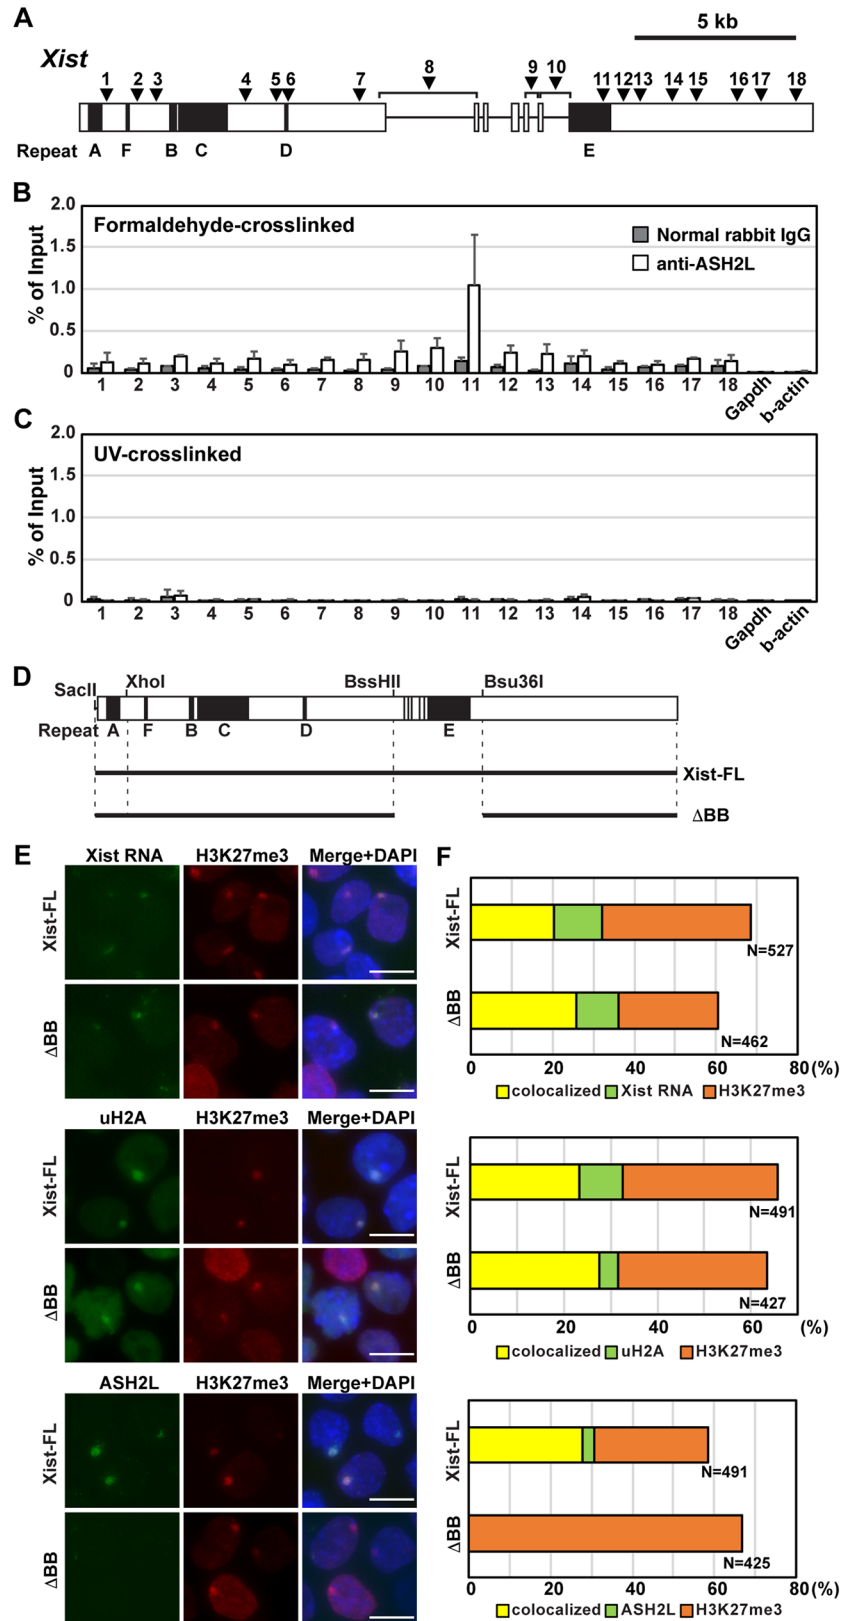 A
5 kb
Xist
1 2 3 4 5 6 7 8 9 10 11 12 13 14 15 16 17 18
Repeat A F B C D E
B
2.0
Formaldehyde-crosslinked
1.5
Normal rabbit IgG
anti-ASH2L
% of Input
1.0
0.5
0
1 2 3 4 5 6 7 8 9 10 11 12 13 14 15 16 17 18 Gapdh b-actin
C
2.0
UV-crosslinked
1.5
% of Input
1.0
0.5
0
1 2 3 4 5 6 7 8 9 10 11 12 13 14 15 16 17 18 Gapdh b-actin
D
SacII XhoI BssHII Bsu36I
Repeat A F B C D E
Xist-FL
ΔBB
E
Xist RNA H3K27me3 Merge+DAPI
Xist-FL
ΔBB
uH2A H3K27me3 Merge+DAPI
Xist-FL
ΔBB
ASH2L H3K27me3 Merge+DAPI
Xist-FL
ΔBB
F
Xist-FL
N=527
ΔBB
N=462
0 20 40 60 80 (%)
colocalized Xist RNA H3K27me3
Xist-FL
N=491
ΔBB
N=427
0 20 40 60 (%)
colocalized uH2A H3K27me3
Xist-FL
N=491
ΔBB
N=425
0 20 40 60 80 (%)
colocalized ASH2L H3K27me3